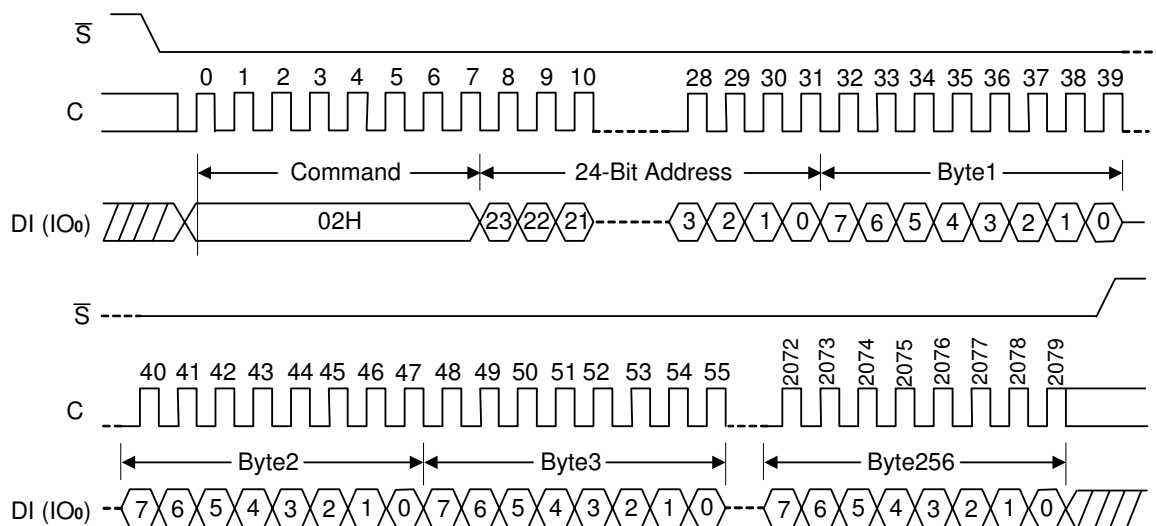 S̅
0 1 2 3 4 5 6 7 8 9 10 28 29 30 31 32 33 34 35 36 37 38 39
C
Command 24-Bit Address Byte1
DI (IO0) 02H 23 22 21 3 2 1 0 7 6 5 4 3 2 1 0
S̅
40 41 42 43 44 45 46 47 48 49 50 51 52 53 54 55 2072 2073 2074 2075 2076 2077 2078 2079
C
Byte2 Byte3 Byte256
DI (IO0) 7 6 5 4 3 2 1 0 7 6 5 4 3 2 1 0 7 6 5 4 3 2 1 0